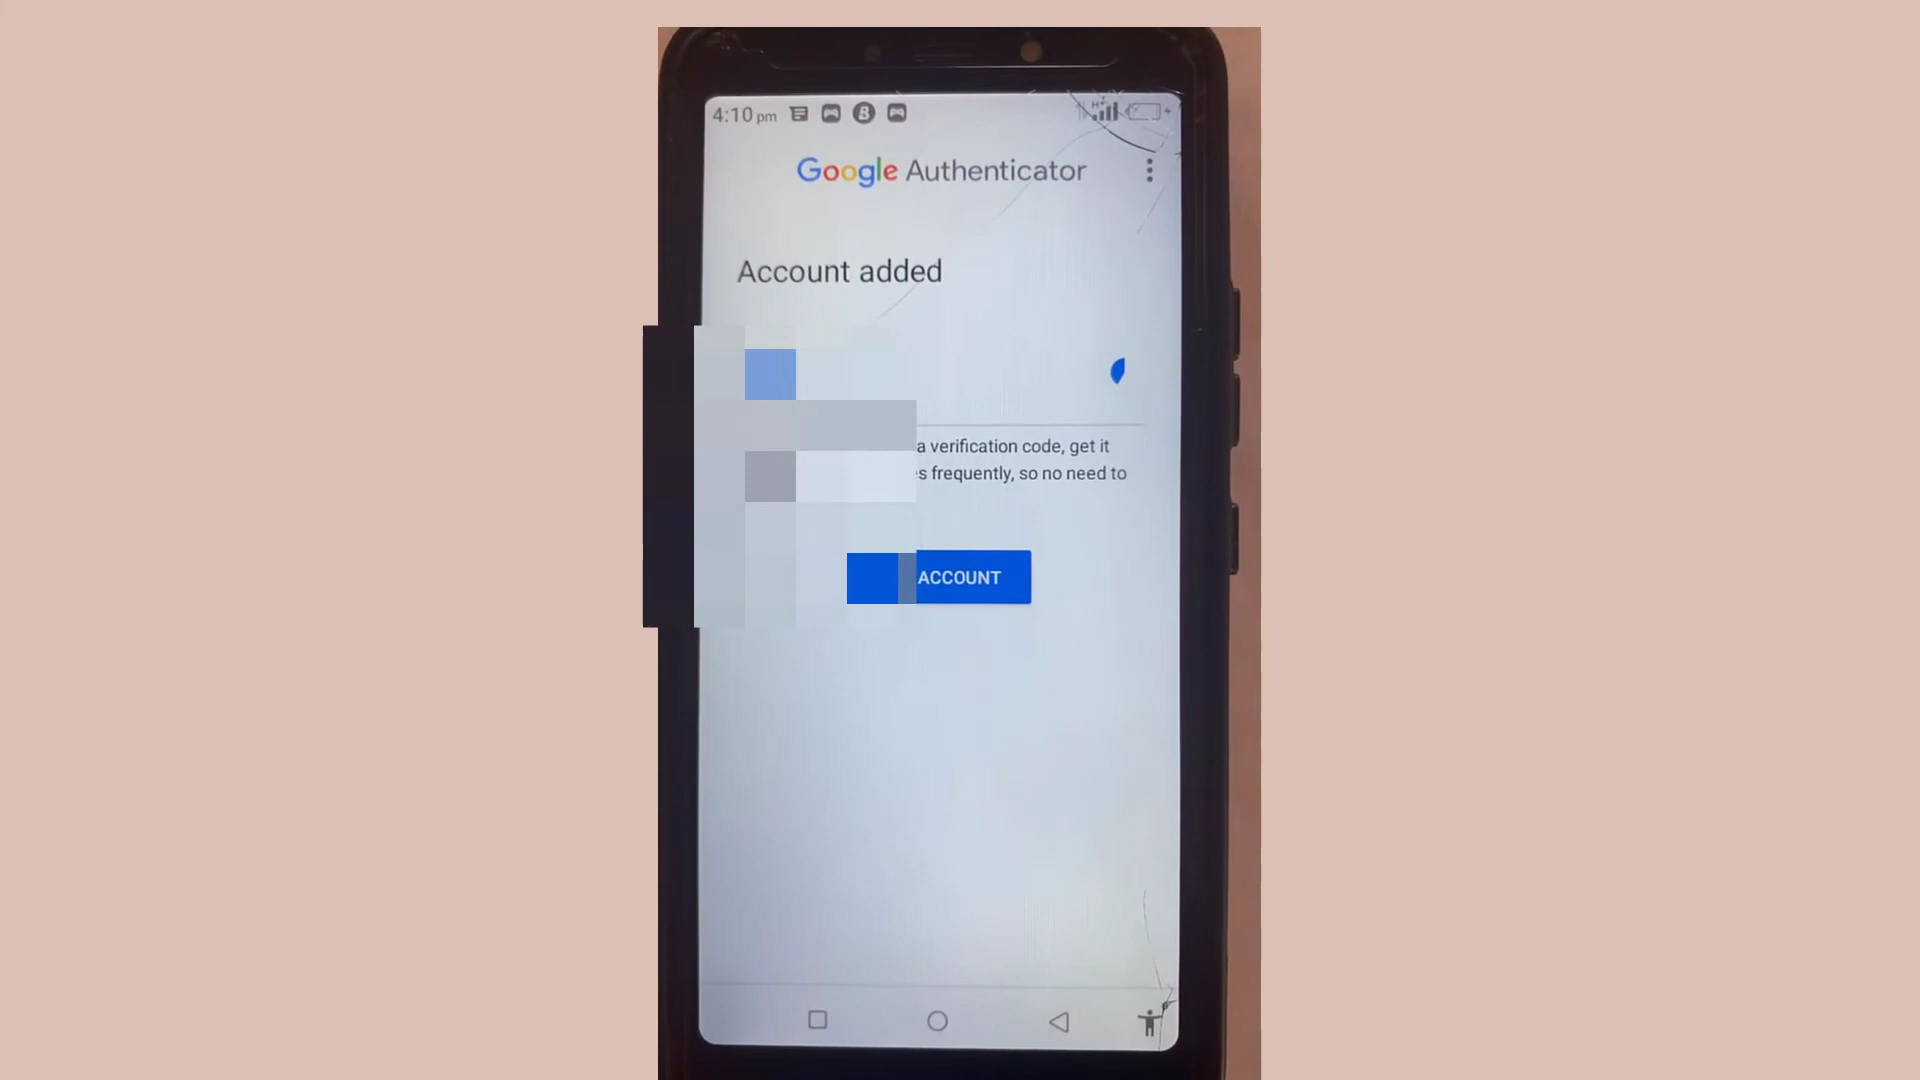 4:10 pm
Google Authenticator
Account added
a verification code, get it
frequently, so no need to
ACCOUNT